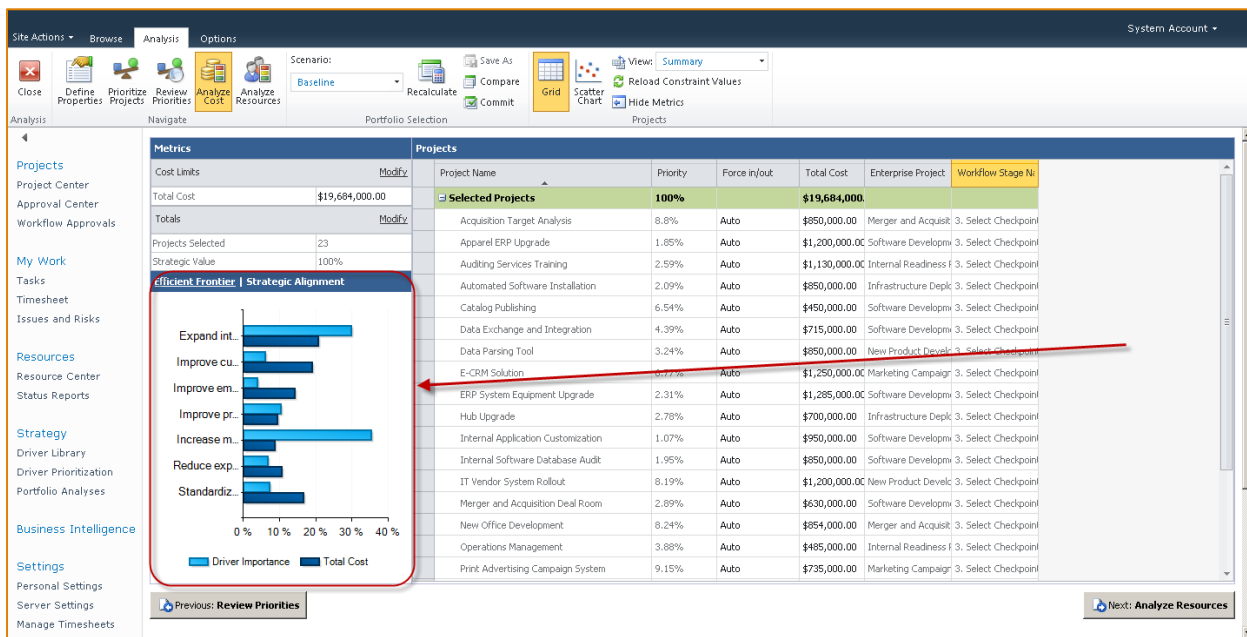 System Account
Site Actions Browse Analysis Options
Close
Define Properties
Prioritize Projects
Review Priorities
Analyze Cost
Analyze Resources
Scenario:
Baseline
Recalculate
Save As
Compare
Commit
Grid
Scatter Chart
View: Summary
Reload Constraint Values
Hide Metrics
Analysis Navigate Portfolio Selection Projects
Projects
Project Center
Approval Center
Workflow Approvals
My Work
Tasks
Timesheet
Issues and Risks
Resources
Resource Center
Status Reports
Strategy
Driver Library
Driver Prioritization
Portfolio Analyses
Business Intelligence
Settings
Personal Settings
Server Settings
Manage Timesheets
Metrics
Cost Limits Modify
Total Cost $19,684,000.00
Totals Modify
Projects Selected 23
Strategic Value 100%
Efficient Frontier | Strategic Alignment
Expand int...
Improve cu...
Improve em...
Improve pr...
Increase m...
Reduce exp...
Standardiz...
0 % 10 % 20 % 30 % 40 %
Driver Importance Total Cost
Projects
Project Name Priority Force in/out Total Cost Enterprise Project Workflow Stage Na
Selected Projects 100% $19,684,000.
Acquisition Target Analysis 8.8% Auto $850,000.00 Merger and Acquisit 3. Select Checkpoint
Apparel ERP Upgrade 1.85% Auto $1,200,000.00 Software Developme 3. Select Checkpoint
Auditing Services Training 2.59% Auto $1,130,000.00 Internal Readiness 3. Select Checkpoint
Automated Software Installation 2.09% Auto $850,000.00 Infrastructure Deplo 3. Select Checkpoint
Catalog Publishing 6.54% Auto $450,000.00 Software Developme 3. Select Checkpoint
Data Exchange and Integration 4.39% Auto $715,000.00 Software Developme 3. Select Checkpoint
Data Parsing Tool 3.24% Auto $850,000.00 New Product Develo 3. Select Checkpoint
E-CRM Solution Auto $1,250,000.00 Marketing Campaign 3. Select Checkpoint
ERP System Equipment Upgrade 2.31% Auto $1,285,000.00 Software Developme 3. Select Checkpoint
Hub Upgrade 2.78% Auto $700,000.00 Infrastructure Deplo 3. Select Checkpoint
Internal Application Customization 1.07% Auto $950,000.00 Software Developme 3. Select Checkpoint
Internal Software Database Audit 1.95% Auto $850,000.00 Software Developme 3. Select Checkpoint
IT Vendor System Rollout 8.19% Auto $1,200,000.00 New Product Develo 3. Select Checkpoint
Merger and Acquisition Deal Room 2.89% Auto $630,000.00 Software Developme 3. Select Checkpoint
New Office Development 8.24% Auto $854,000.00 Merger and Acquisit 3. Select Checkpoint
Operations Management 3.88% Auto $485,000.00 Internal Readiness 3. Select Checkpoint
Print Advertising Campaign System 9.15% Auto $735,000.00 Marketing Campaign 3. Select Checkpoint
Previous: Review Priorities
Next: Analyze Resources